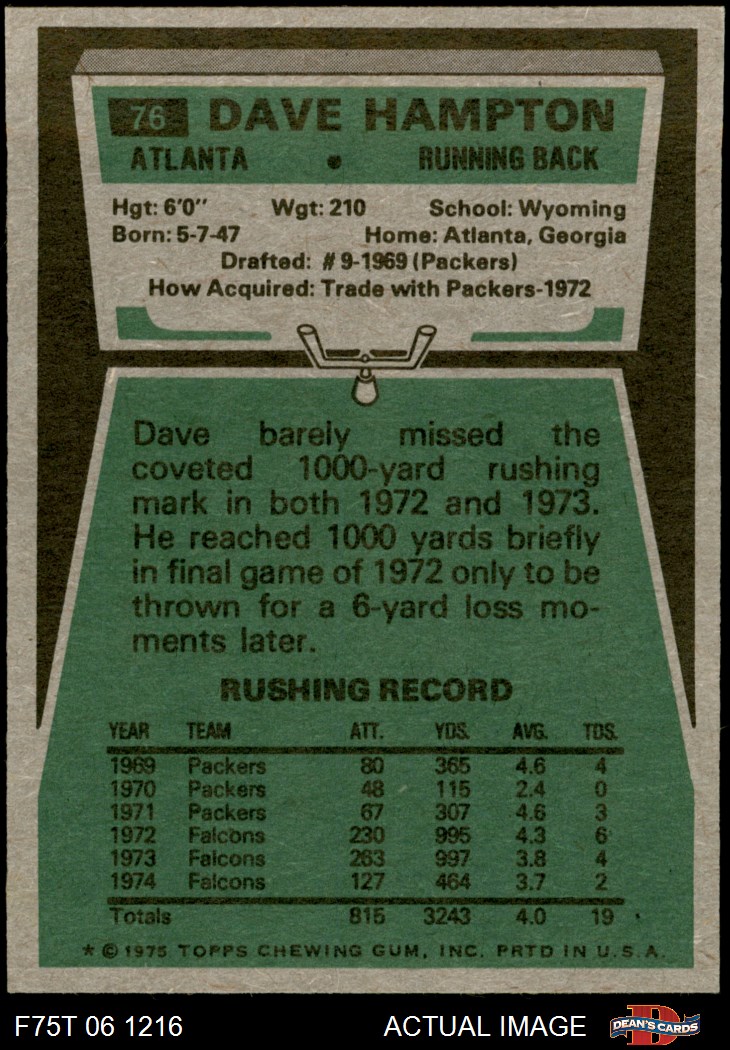 76 DAVE HAMPTON
ATLANTA • RUNNING BACK
Hgt: 6'0" Wgt: 210 School: Wyoming
Born: 5-7-47 Home: Atlanta, Georgia
Drafted: #9-1969 (Packers)
How Acquired: Trade with Packers-1972
Dave barely missed the
coveted 1000-yard rushing
mark in both 1972 and 1973.
He reached 1000 yards briefly
in final game of 1972 only to be
thrown for a 6-yard loss mo-
ments later.
RUSHING RECORD
YEAR TEAM ATT. YDS. AVG. TDS.
1969 Packers 80 365 4.6 4
1970 Packers 48 115 2.4 0
1971 Packers 67 307 4.6 3
1972 Falcons 230 995 4.3 6
1973 Falcons 263 997 3.8 4
1974 Falcons 127 464 3.7 2
Totals 815 3243 4.0 19
* © 1975 TOPPS CHEWING GUM, INC. PRTD IN U.S.A.
F75T 06 1216 ACTUAL IMAGE DEAN'S CARDS